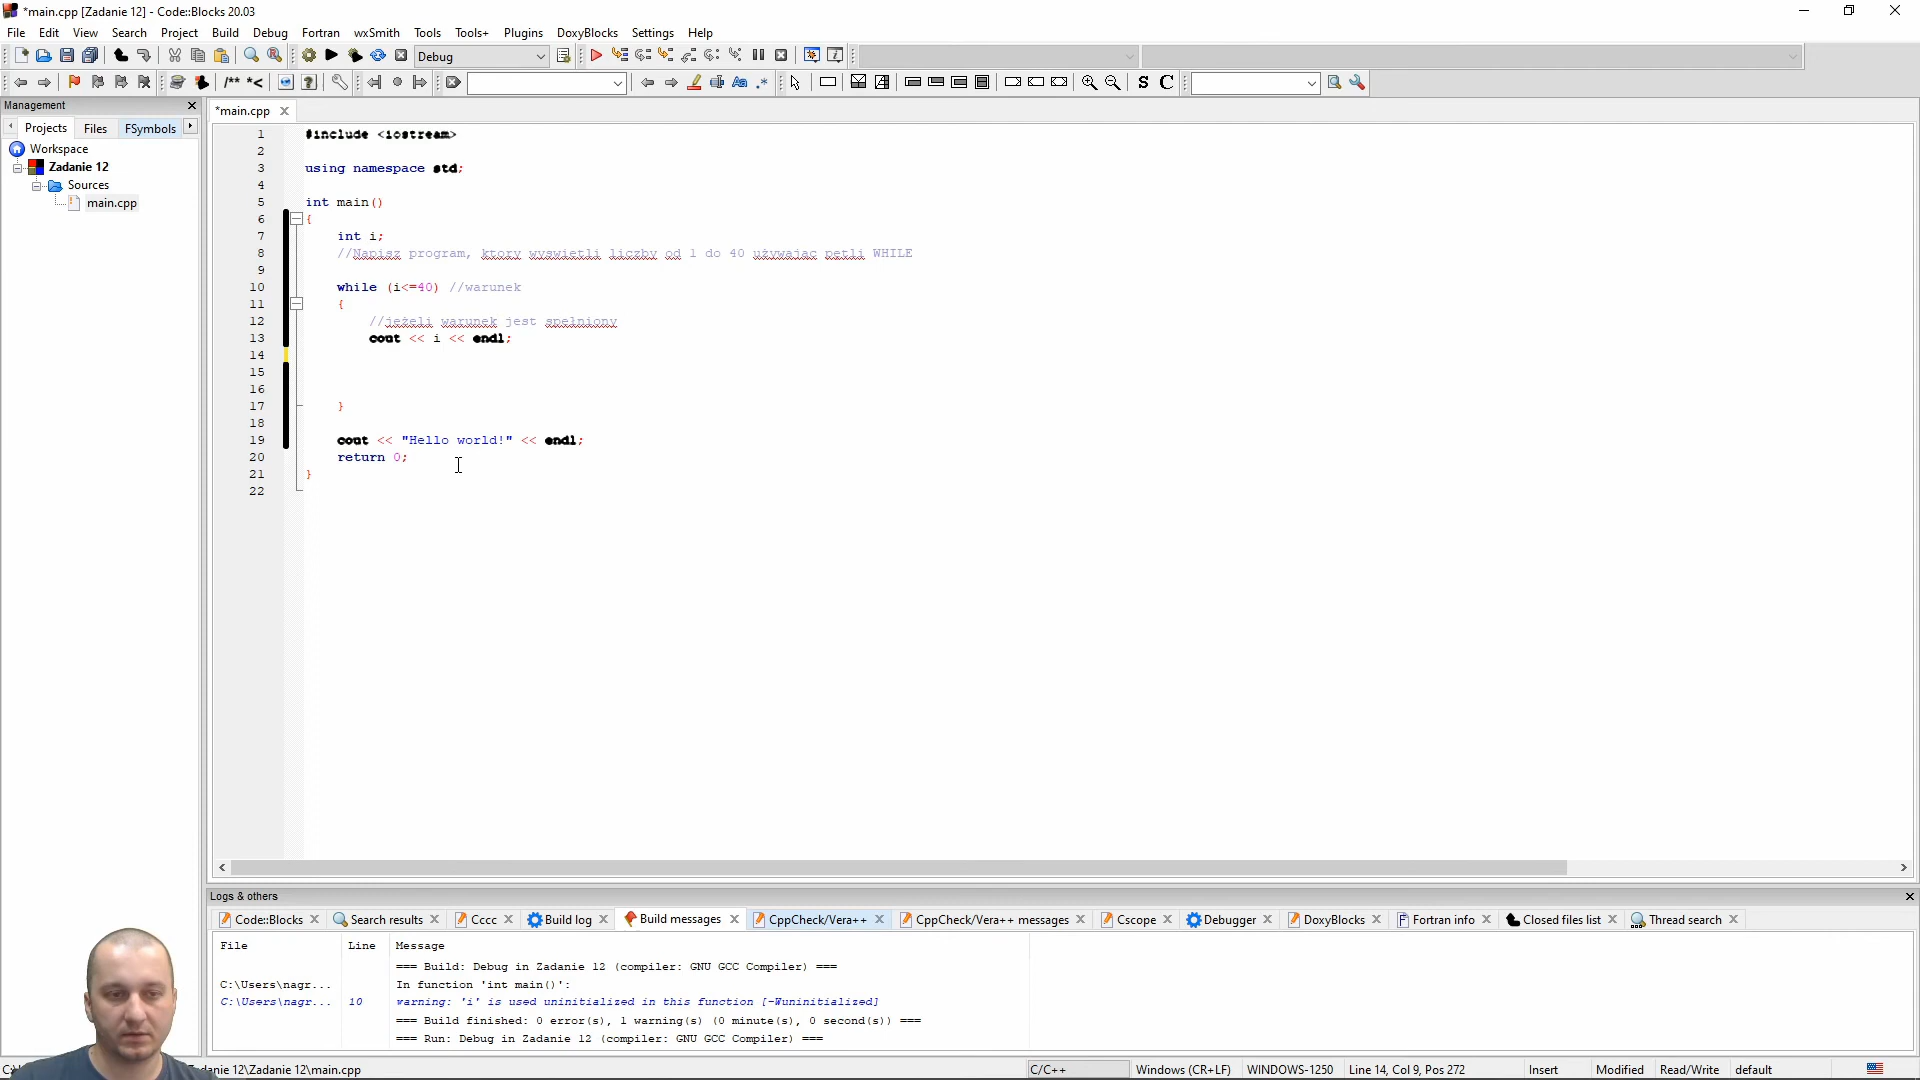 *main.cpp [Zadanie 12] - Code::Blocks 20.03
File Edit View Search Project Build Debug Fortran wxSmith Tools Tools+ Plugins DoxyBlocks Settings Help
Debug
/** *<
S C
Management
*main.cpp
Projects Files FSymbols
Workspace
Zadanie 12
Sources
main.cpp
1 #include <iostream>
2
3 using namespace std;
4
5 int main()
6 {
7 int i;
8 //Napisz program, ktory wyswietli liczby od 1 do 40 używając petli WHILE
9
10 while (i<=40) //warunek
11 {
12 //jeżeli warunek jest spełniony
13 cout << i << endl;
14
15
16
17 }
18
19 cout << "Hello world!" << endl;
20 return 0;
21 }
22
Logs & others
Code::Blocks Search results Cccc Build log Build messages CppCheck/Vera++ CppCheck/Vera++ messages Cscope Debugger DoxyBlocks Fortran info Closed files list Thread search
File Line Message
=== Build: Debug in Zadanie 12 (compiler: GNU GCC Compiler) ===
C:\Users\nagr... In function 'int main()':
C:\Users\nagr... 10 warning: 'i' is used uninitialized in this function [-Wuninitialized]
=== Build finished: 0 error(s), 1 warning(s) (0 minute(s), 0 second(s)) ===
=== Run: Debug in Zadanie 12 (compiler: GNU GCC Compiler) ===
12\Zadanie 12\main.cpp C/C++ Windows (CR+LF) WINDOWS-1250 Line 14, Col 9, Pos 272 Insert Modified Read/Write default